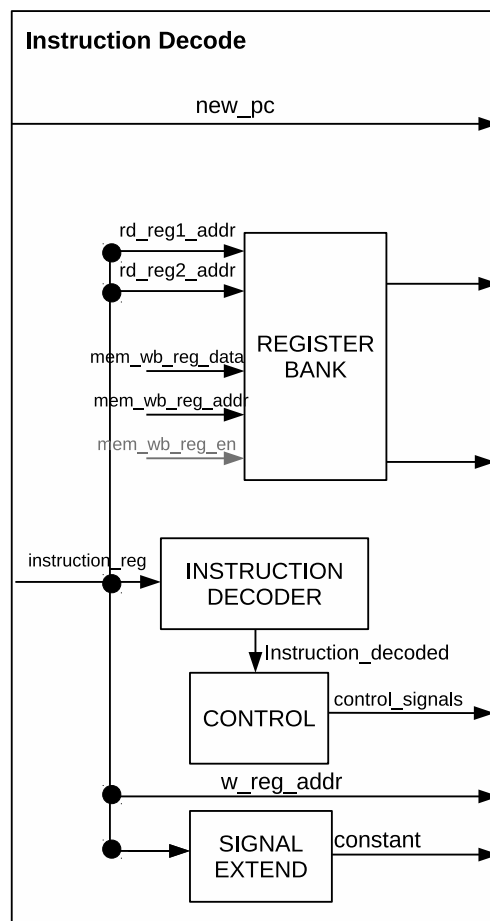 Instruction Decode
new_pc
rd_reg1_addr
rd_reg2_addr
REGISTER
BANK
mem_wb_reg_data
mem_wb_reg_addr
mem_wb_reg_en
instruction_reg
INSTRUCTION
DECODER
Instruction_decoded
CONTROL
control_signals
w_reg_addr
SIGNAL
EXTEND
constant